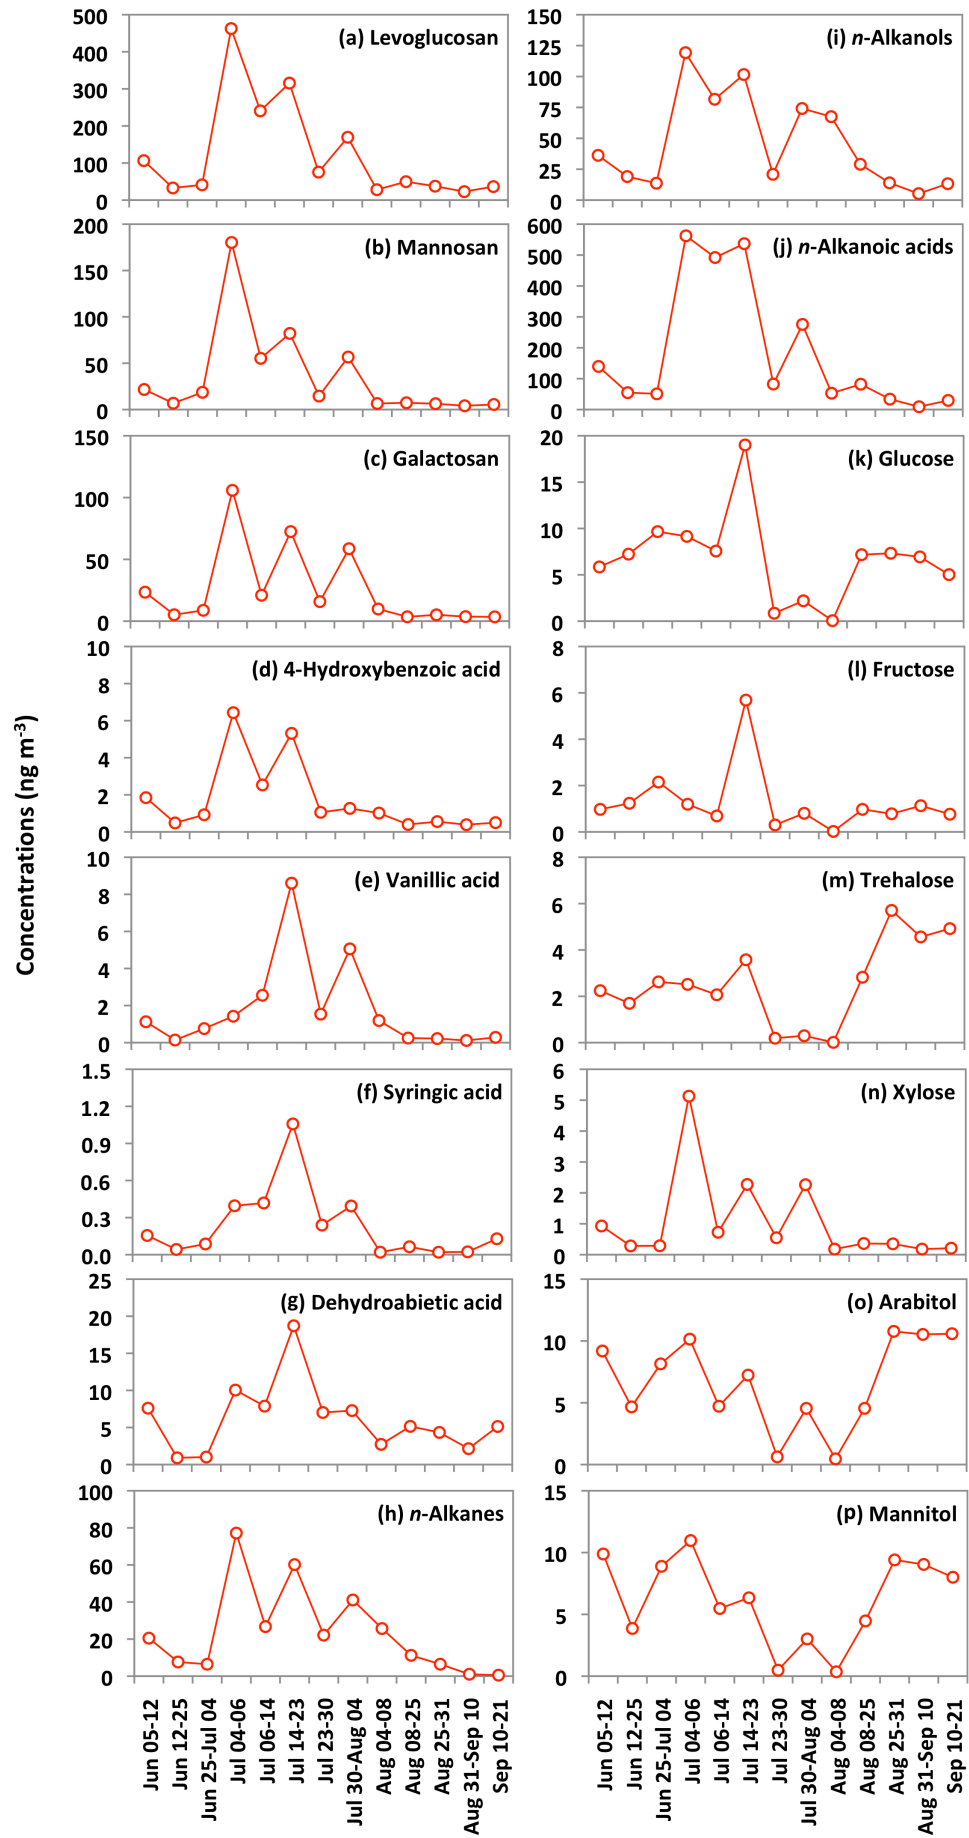 Concentrations (ng m-3)
(a) Levoglucosan
500
400
300
200
100
0
(b) Mannosan
200
150
100
50
0
(c) Galactosan
150
100
50
0
(d) 4-Hydroxybenzoic acid
10
8
6
4
2
0
(e) Vanillic acid
10
8
6
4
2
0
(f) Syringic acid
1.5
1.2
0.9
0.6
0.3
0.0
(g) Dehydroabietic acid
25
20
15
10
5
0
(h) n-Alkanes
100
80
60
40
20
0
Jun 05-12
Jun 12-25
Jun 25-Jul 04
Jul 04-06
Jul 06-14
Jul 14-23
Jul 23-30
Jul 30-Aug 04
Aug 04-08
Aug 08-25
Aug 25-31
Aug 31-Sep 10
Sep 10-21
(i) n-Alkanols
150
125
100
75
50
25
0
(j) n-Alkanoic acids
600
500
400
300
200
100
0
(k) Glucose
20
15
10
5
0
(l) Fructose
8
6
4
2
0
(m) Trehalose
8
6
4
2
0
(n) Xylose
6
5
4
3
2
1
0
(o) Arabitol
15
10
5
0
(p) Mannitol
15
10
5
0
Jun 05-12
Jun 12-25
Jun 25-Jul 04
Jul 04-06
Jul 06-14
Jul 14-23
Jul 23-30
Jul 30-Aug 04
Aug 04-08
Aug 08-25
Aug 25-31
Aug 31-Sep 10
Sep 10-21